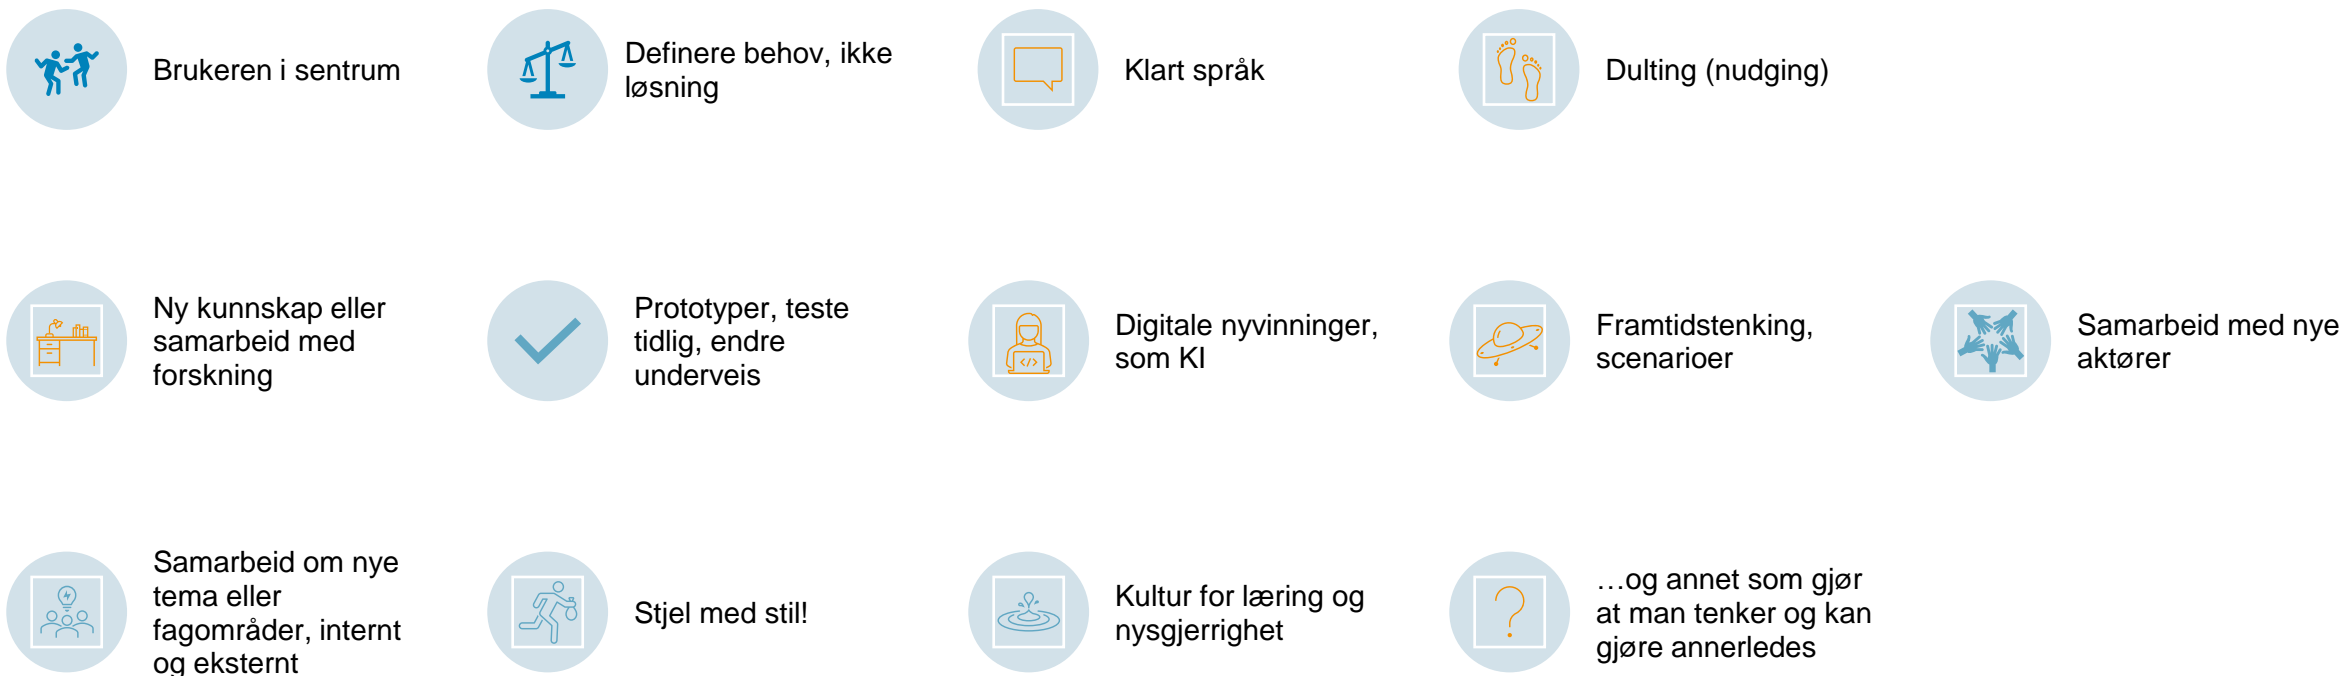 Brukeren i sentrum
Definere behov, ikke
løsning
Klart språk
Dulting (nudging)
Ny kunnskap eller
samarbeid med
forskning
Prototyper, teste
tidlig, endre
underveis
Digitale nyvinninger,
som KI
Framtidstenking,
scenarioer
Samarbeid med nye
aktører
Samarbeid om nye
tema eller
fagområder, internt
og eksternt
Stjel med stil!
Kultur for læring og
nysgjerrighet
…og annet som gjør
at man tenker og kan
gjøre annerledes